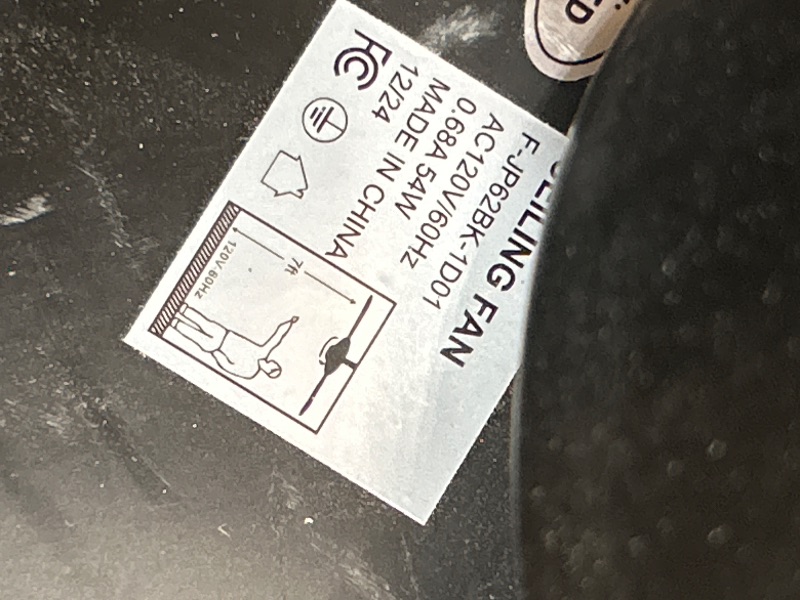 CEILING FAN
F-JP62BK-1D01
AC120V/60HZ
0.68A 54W
MADE IN CHINA
12/24
FC
7ft
120V-60HZ